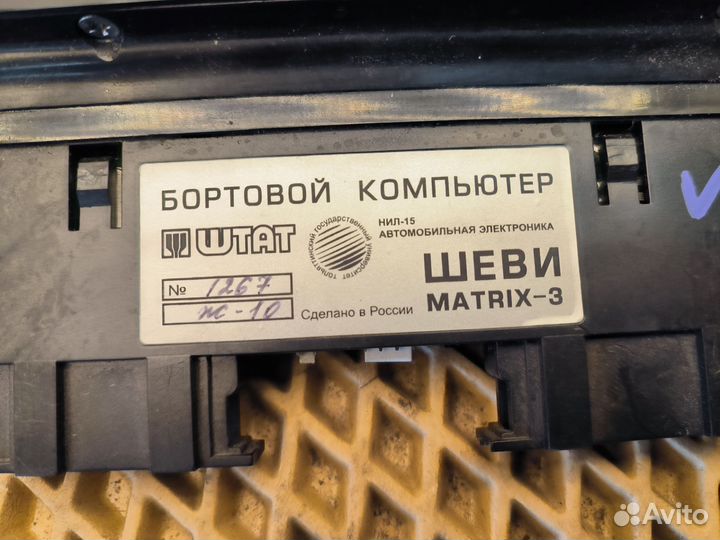 БОРТОВОЙ КОМПЬЮТЕР
ШТАТ
ТОЛЬЯТТИНСКИЙ ГОСУДАРСТВЕННЫЙ УНИВЕРСИТЕТ
НИЛ-15
АВТОМОБИЛЬНАЯ ЭЛЕКТРОНИКА
ШЕВИ
MATRIX-3
№ 1267
Сделано в России
Avito